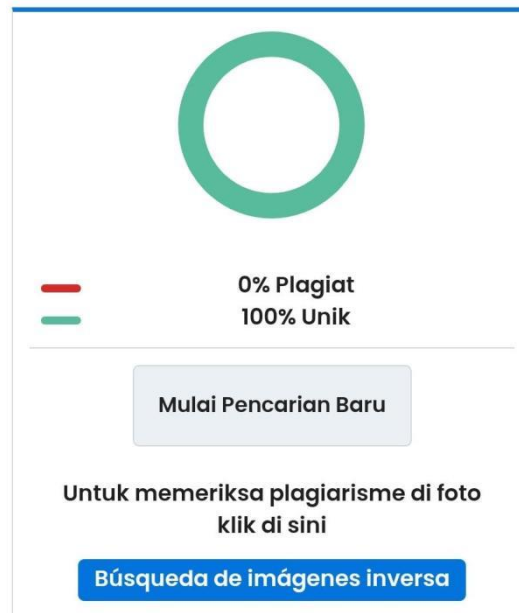 0% Plagiat
100% Unik
Mulai Pencarian Baru
Untuk memeriksa plagiarisme di foto
klik di sini
Búsqueda de imágenes inversa